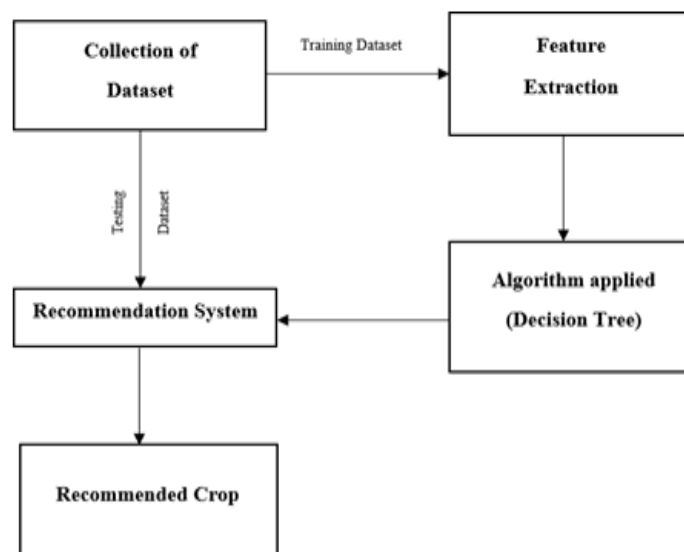 Collection of
Dataset
Training Dataset
Feature
Extraction
Testing
Dataset
Algorithm applied
(Decision Tree)
Recommendation System
Recommended Crop